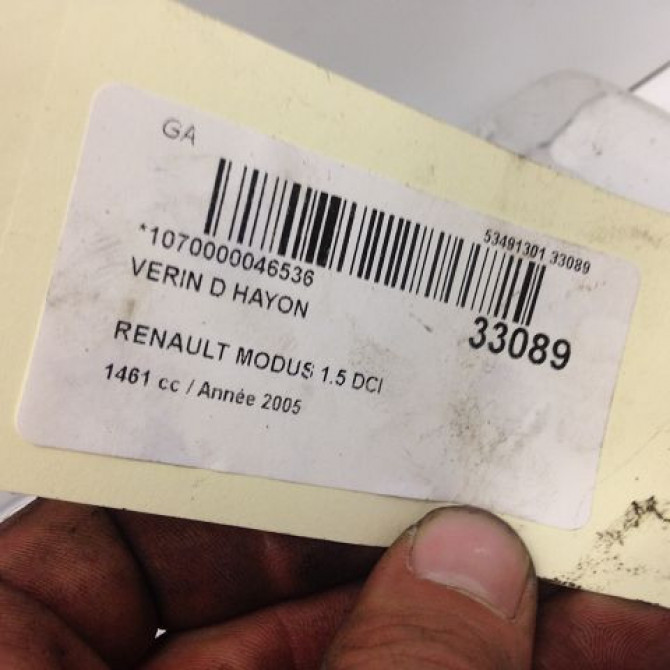 GA
53491301 33089
*1070000046536
33089
VERIN D HAYON
RENAULT MODUS 1.5 DCI
1461 cc / Année 2005